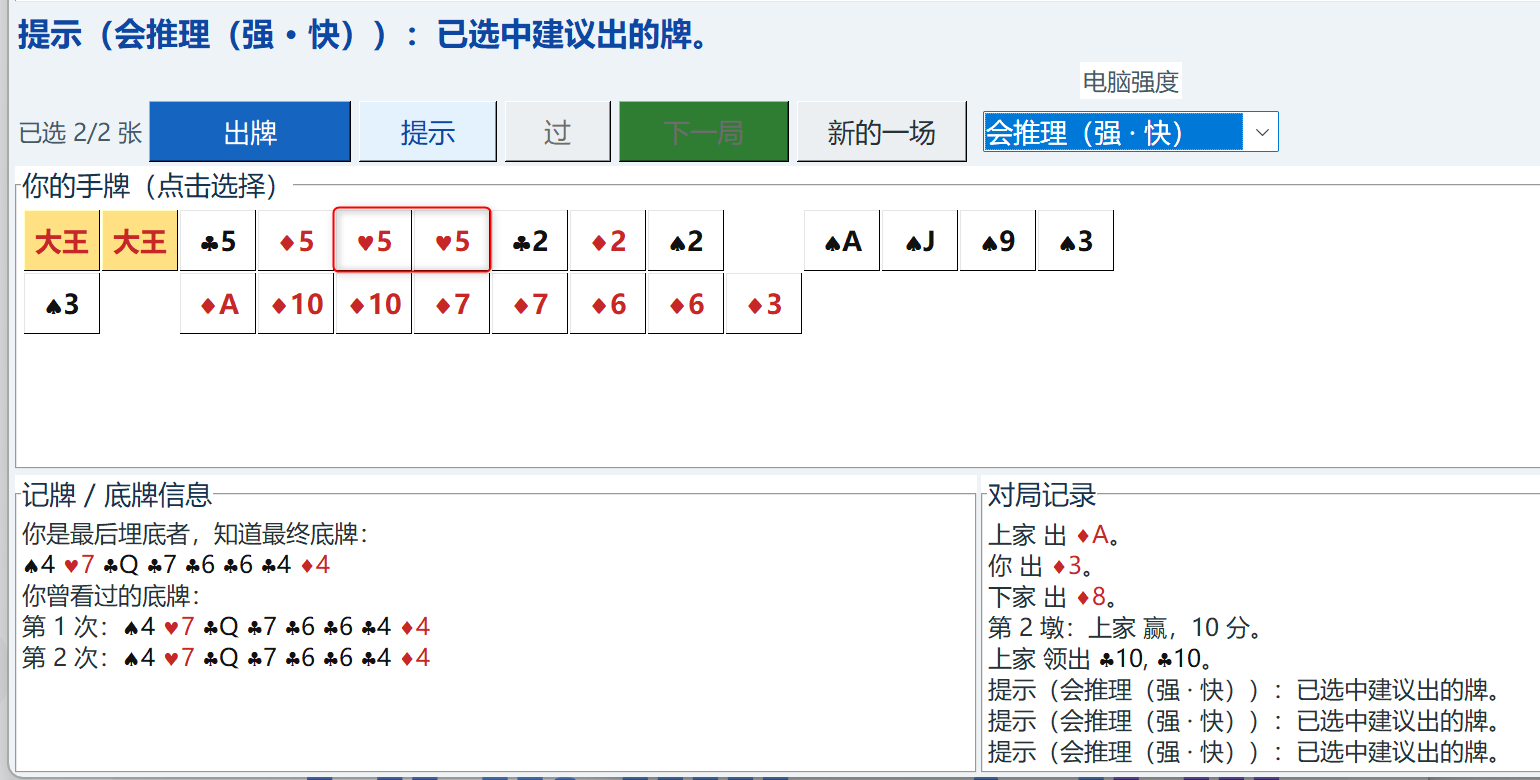 提示（会推理（强·快））：已选中建议出的牌。
电脑强度
已选 2/2 张 出牌 提示 过 下一局 新的一场 会推理（强·快）
你的手牌（点击选择）
大王 大王 ♣5 ♦5 ♥5 ♥5 ♣2 ♦2 ♠2 ♠A ♠J ♠9 ♠3
♠3 ♦A ♦10 ♦10 ♦7 ♦7 ♦6 ♦6 ♦3
记牌 / 底牌信息
你是最后埋底者，知道最终底牌：
♠4 ♥7 ♣Q ♣7 ♣6 ♣6 ♣4 ♦4
你曾看过的底牌：
第 1 次：♠4 ♥7 ♣Q ♣7 ♣6 ♣6 ♣4 ♦4
第 2 次：♠4 ♥7 ♣Q ♣7 ♣6 ♣6 ♣4 ♦4
对局记录
上家 出 ♦A。
你 出 ♦3。
下家 出 ♦8。
第 2 墩：上家 赢，10 分。
上家 领出 ♣10, ♣10。
提示（会推理（强·快））：已选中建议出的牌。
提示（会推理（强·快））：已选中建议出的牌。
提示（会推理（强·快））：已选中建议出的牌。